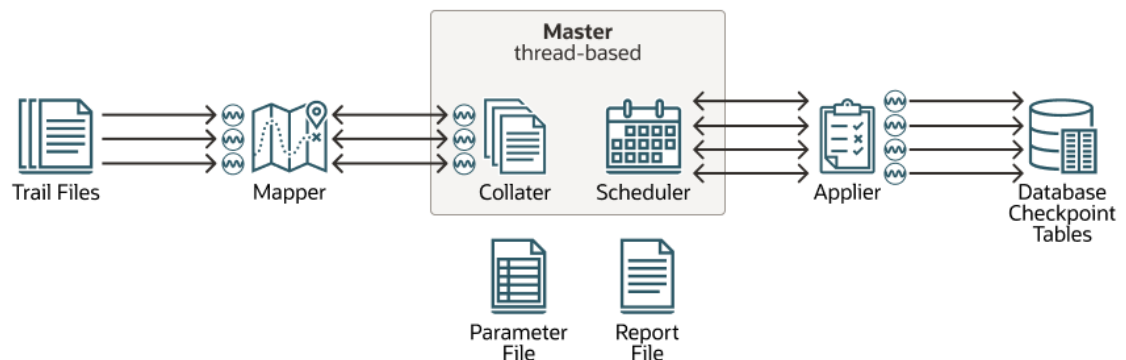 Master
thread-based
Trail Files
Mapper
Collater
Scheduler
Applier
Database
Checkpoint
Tables
Parameter
File
Report
File